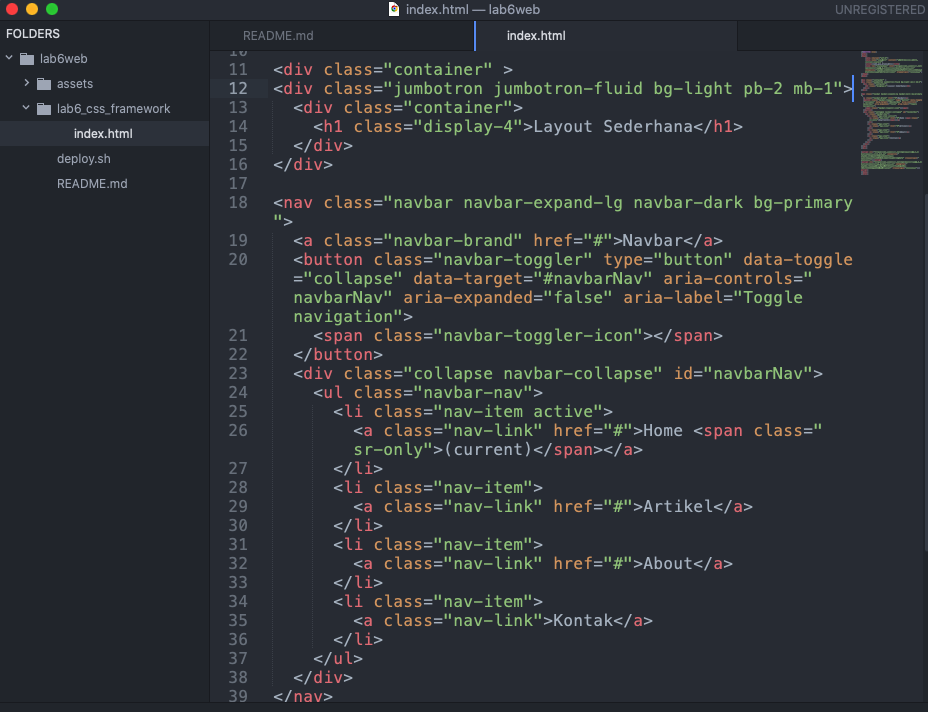 index.html — lab6web
UNREGISTERED
FOLDERS
lab6web
assets
lab6_css_framework
index.html
deploy.sh
README.md
README.md
index.html
10
11 <div class="container" >
12 <div class="jumbotron jumbotron-fluid bg-light pb-2 mb-1">
13 <div class="container">
14 <h1 class="display-4">Layout Sederhana</h1>
15 </div>
16 </div>
17
18 <nav class="navbar navbar-expand-lg navbar-dark bg-primary
">
19 <a class="navbar-brand" href="#">Navbar</a>
20 <button class="navbar-toggler" type="button" data-toggle
="collapse" data-target="#navbarNav" aria-controls="
navbarNav" aria-expanded="false" aria-label="Toggle
navigation">
21 <span class="navbar-toggler-icon"></span>
22 </button>
23 <div class="collapse navbar-collapse" id="navbarNav">
24 <ul class="navbar-nav">
25 <li class="nav-item active">
26 <a class="nav-link" href="#">Home <span class="
sr-only">(current)</span></a>
27 </li>
28 <li class="nav-item">
29 <a class="nav-link" href="#">Artikel</a>
30 </li>
31 <li class="nav-item">
32 <a class="nav-link" href="#">About</a>
33 </li>
34 <li class="nav-item">
35 <a class="nav-link">Kontak</a>
36 </li>
37 </ul>
38 </div>
39 </nav>